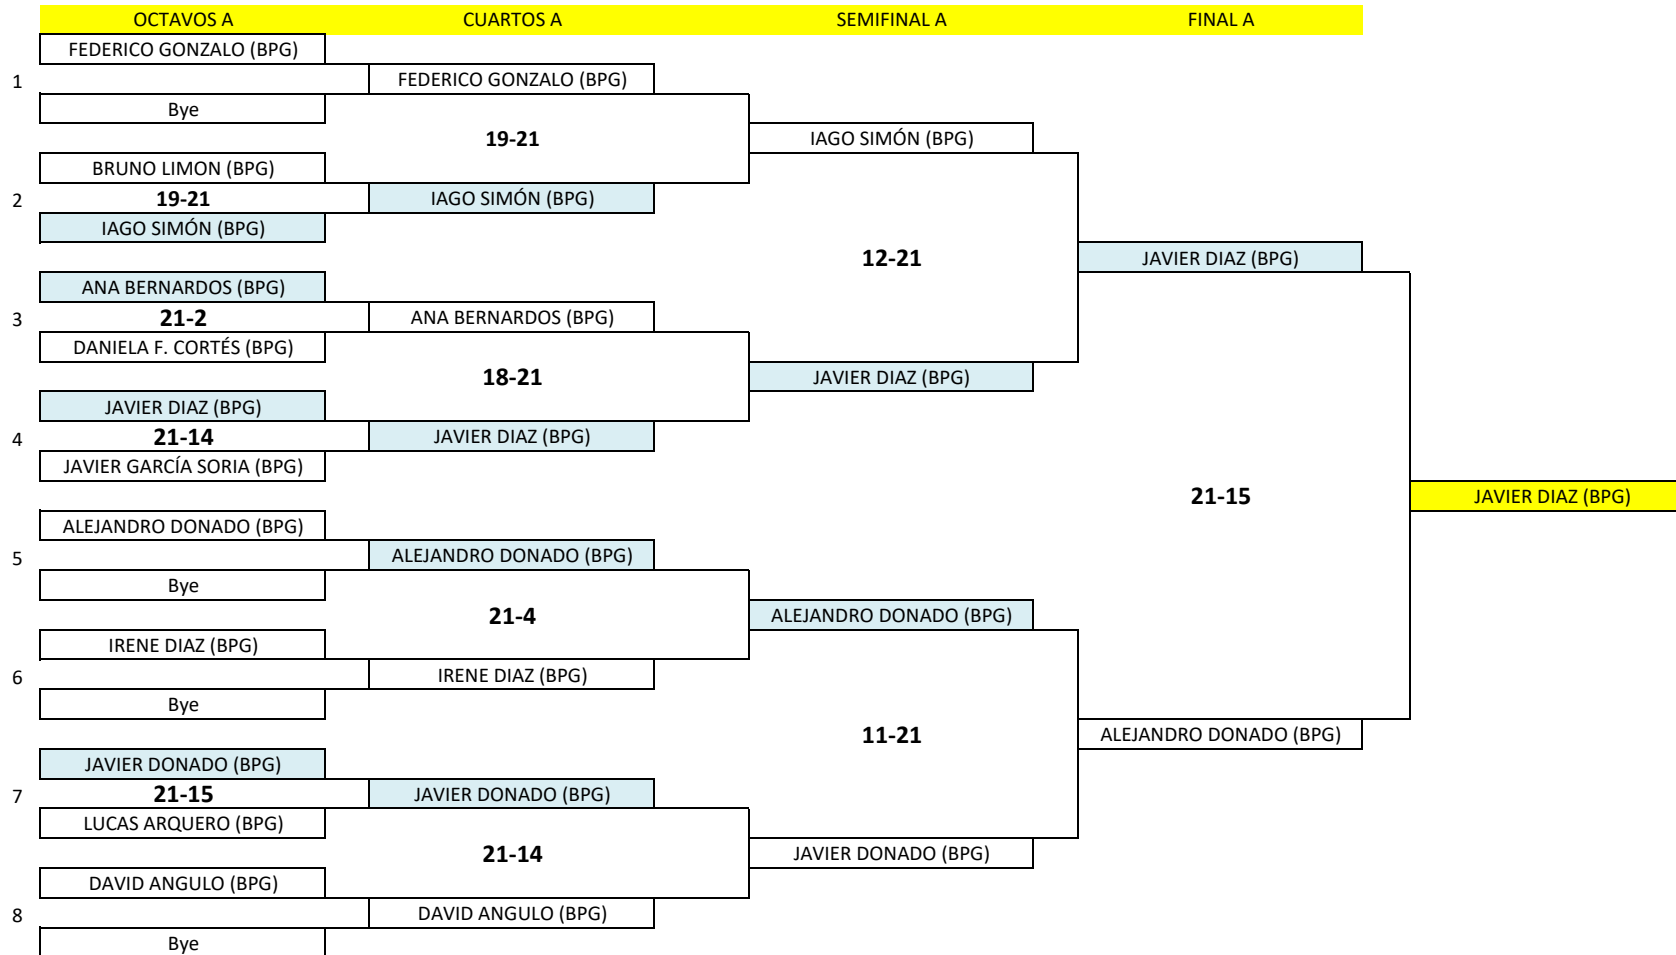 OCTAVOS A CUARTOS A SEMIFINAL A FINAL A
FEDERICO GONZALO (BPG)
1 FEDERICO GONZALO (BPG)
Bye
19-21 IAGO SIMÓN (BPG)
BRUNO LIMON (BPG)
2 19-21 IAGO SIMÓN (BPG)
IAGO SIMÓN (BPG)
12-21 JAVIER DIAZ (BPG)
ANA BERNARDOS (BPG)
3 21-2 ANA BERNARDOS (BPG)
DANIELA F. CORTÉS (BPG)
18-21 JAVIER DIAZ (BPG)
JAVIER DIAZ (BPG)
4 21-14 JAVIER DIAZ (BPG)
JAVIER GARCÍA SORIA (BPG)
21-15 JAVIER DIAZ (BPG)
ALEJANDRO DONADO (BPG)
5 ALEJANDRO DONADO (BPG)
Bye
21-4 ALEJANDRO DONADO (BPG)
IRENE DIAZ (BPG)
6 IRENE DIAZ (BPG)
Bye
11-21 ALEJANDRO DONADO (BPG)
JAVIER DONADO (BPG)
7 21-15 JAVIER DONADO (BPG)
LUCAS ARQUERO (BPG)
21-14 JAVIER DONADO (BPG)
DAVID ANGULO (BPG)
8 DAVID ANGULO (BPG)
Bye